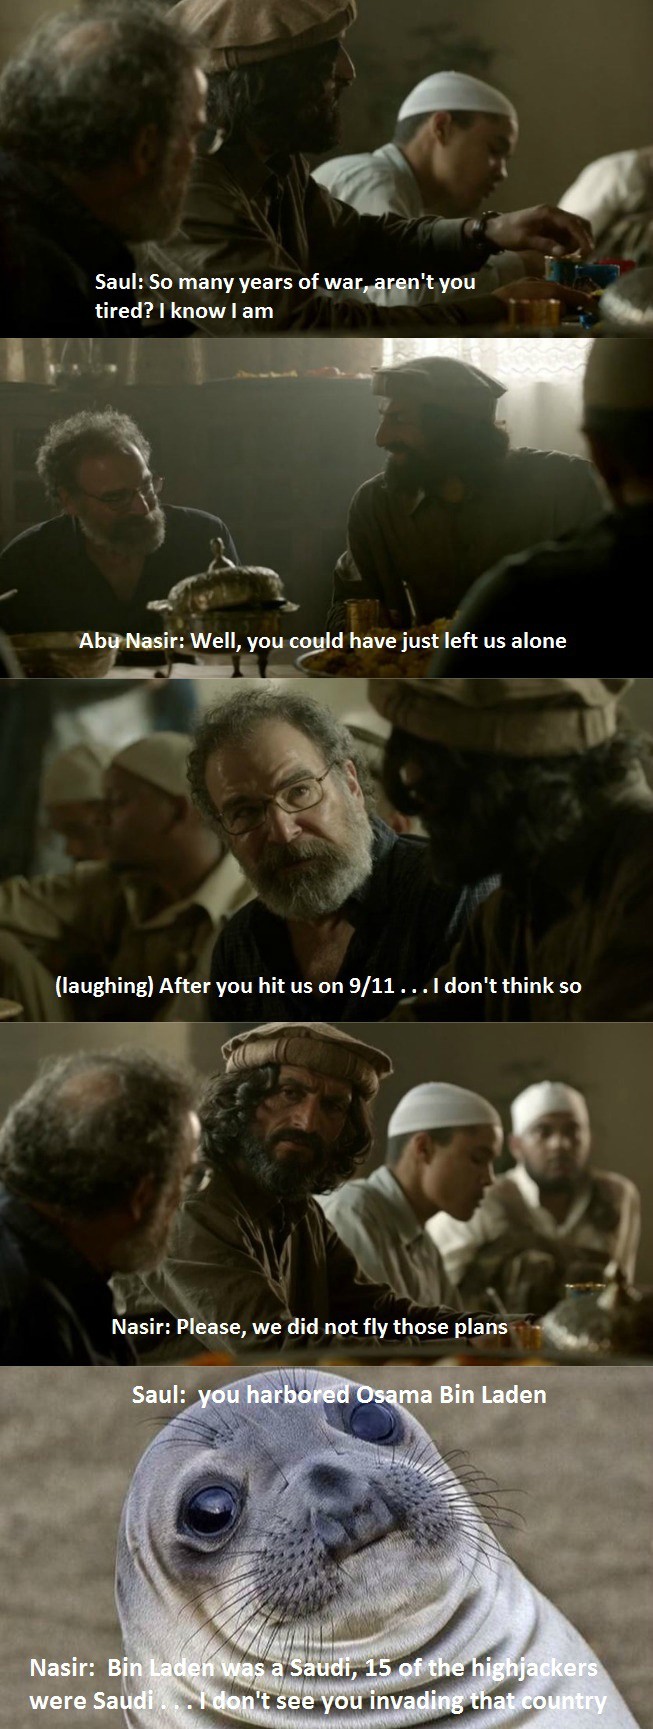 Saul: So many years of war, aren't you
tired? I know I am
Abu Nasir: Well, you could have just left us alone
(laughing) After you hit us on 9/11 . . . I don't think so
Nasir: Please, we did not fly those plans
Saul:  you harbored Osama Bin Laden
Nasir:  Bin Laden was a Saudi, 15 of the highjackers
were Saudi . . . I don't see you invading that country